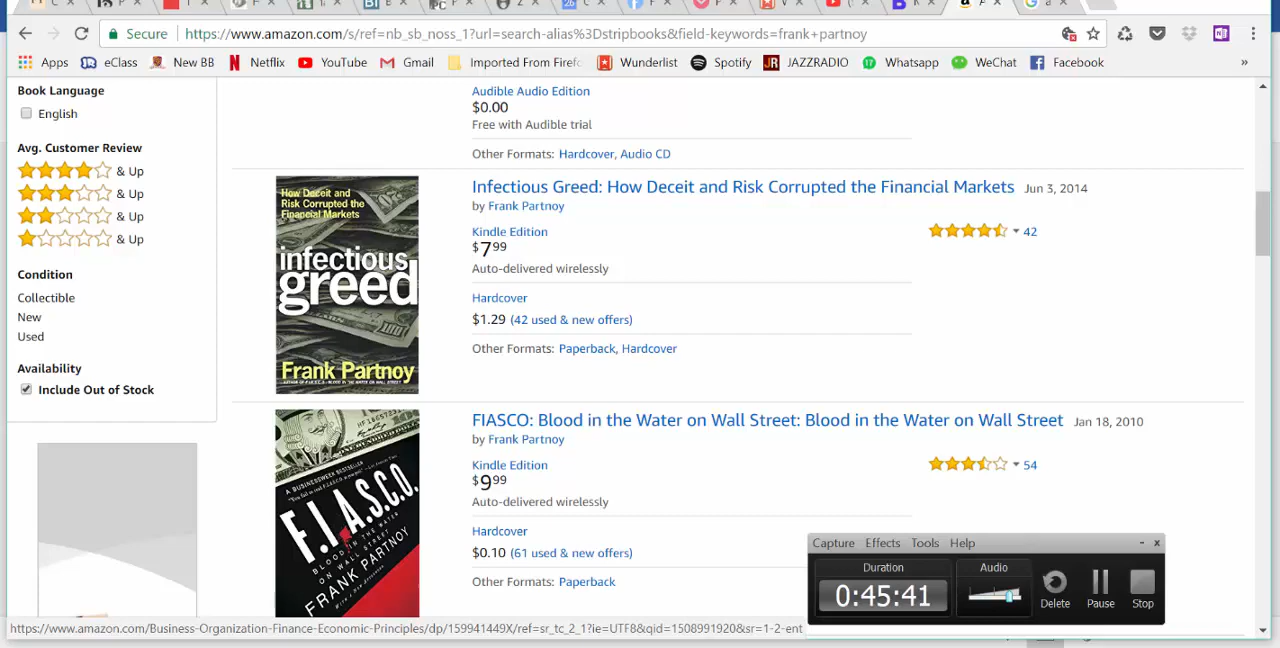 Secure
https://www.amazon.com/s/ref=nb_sb_noss_1?url=search-alias%3Dstripbooks&field-keywords=frank+partnoy
Apps eClass New BB Netflix YouTube Gmail Imported From Firefo Wunderlist Spotify JAZZRADIO Whatsapp WeChat Facebook »
Book Language
English
Avg. Customer Review
& Up
& Up
& Up
& Up
Condition
Collectible
New
Used
Availability
Include Out of Stock
Audible Audio Edition
$0.00
Free with Audible trial
Other Formats: Hardcover, Audio CD
How Deceit and
Risk Corrupted the
Financial Markets
infectious
greed
Frank Partnoy
Infectious Greed: How Deceit and Risk Corrupted the Financial Markets Jun 3, 2014
by Frank Partnoy
Kindle Edition
$7.99
Auto-delivered wirelessly
42
Hardcover
$1.29 (42 used & new offers)
Other Formats: Paperback, Hardcover
A BUSINESSWEEK BESTSELLER
F.I.A.S.C.O.
BLOOD IN THE WATER
ON WALL STREET
FRANK PARTNOY
FIASCO: Blood in the Water on Wall Street: Blood in the Water on Wall Street Jan 18, 2010
by Frank Partnoy
Kindle Edition
$9.99
Auto-delivered wirelessly
54
Hardcover
$0.10 (61 used & new offers)
Other Formats: Paperback
Capture Effects Tools Help
Duration
0:45:41
Audio
Delete Pause Stop
https://www.amazon.com/Business-Organization-Finance-Economic-Principles/dp/159941449X/ref=sr_tc_2_1?ie=UTF8&qid=1508991920&sr=1-2-ent